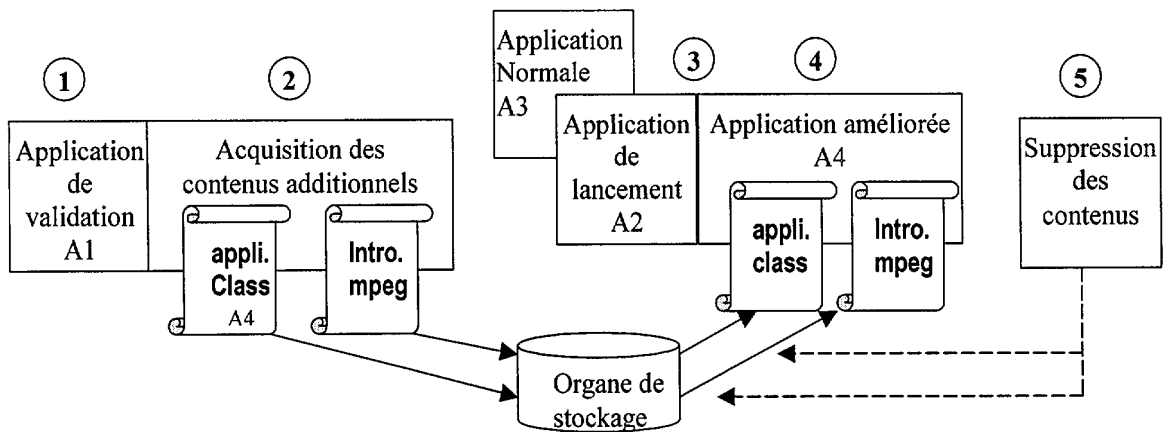 1
2
3
4
5
Application
de
validation
A1
Acquisition des
contenus additionnels
appli.
Class
A4
Intro.
mpeg
Application
Normale
A3
Application
de
lancement
A2
Application améliorée
A4
appli.
class
Intro.
mpeg
Suppression
des
contenus
Organe de
stockage